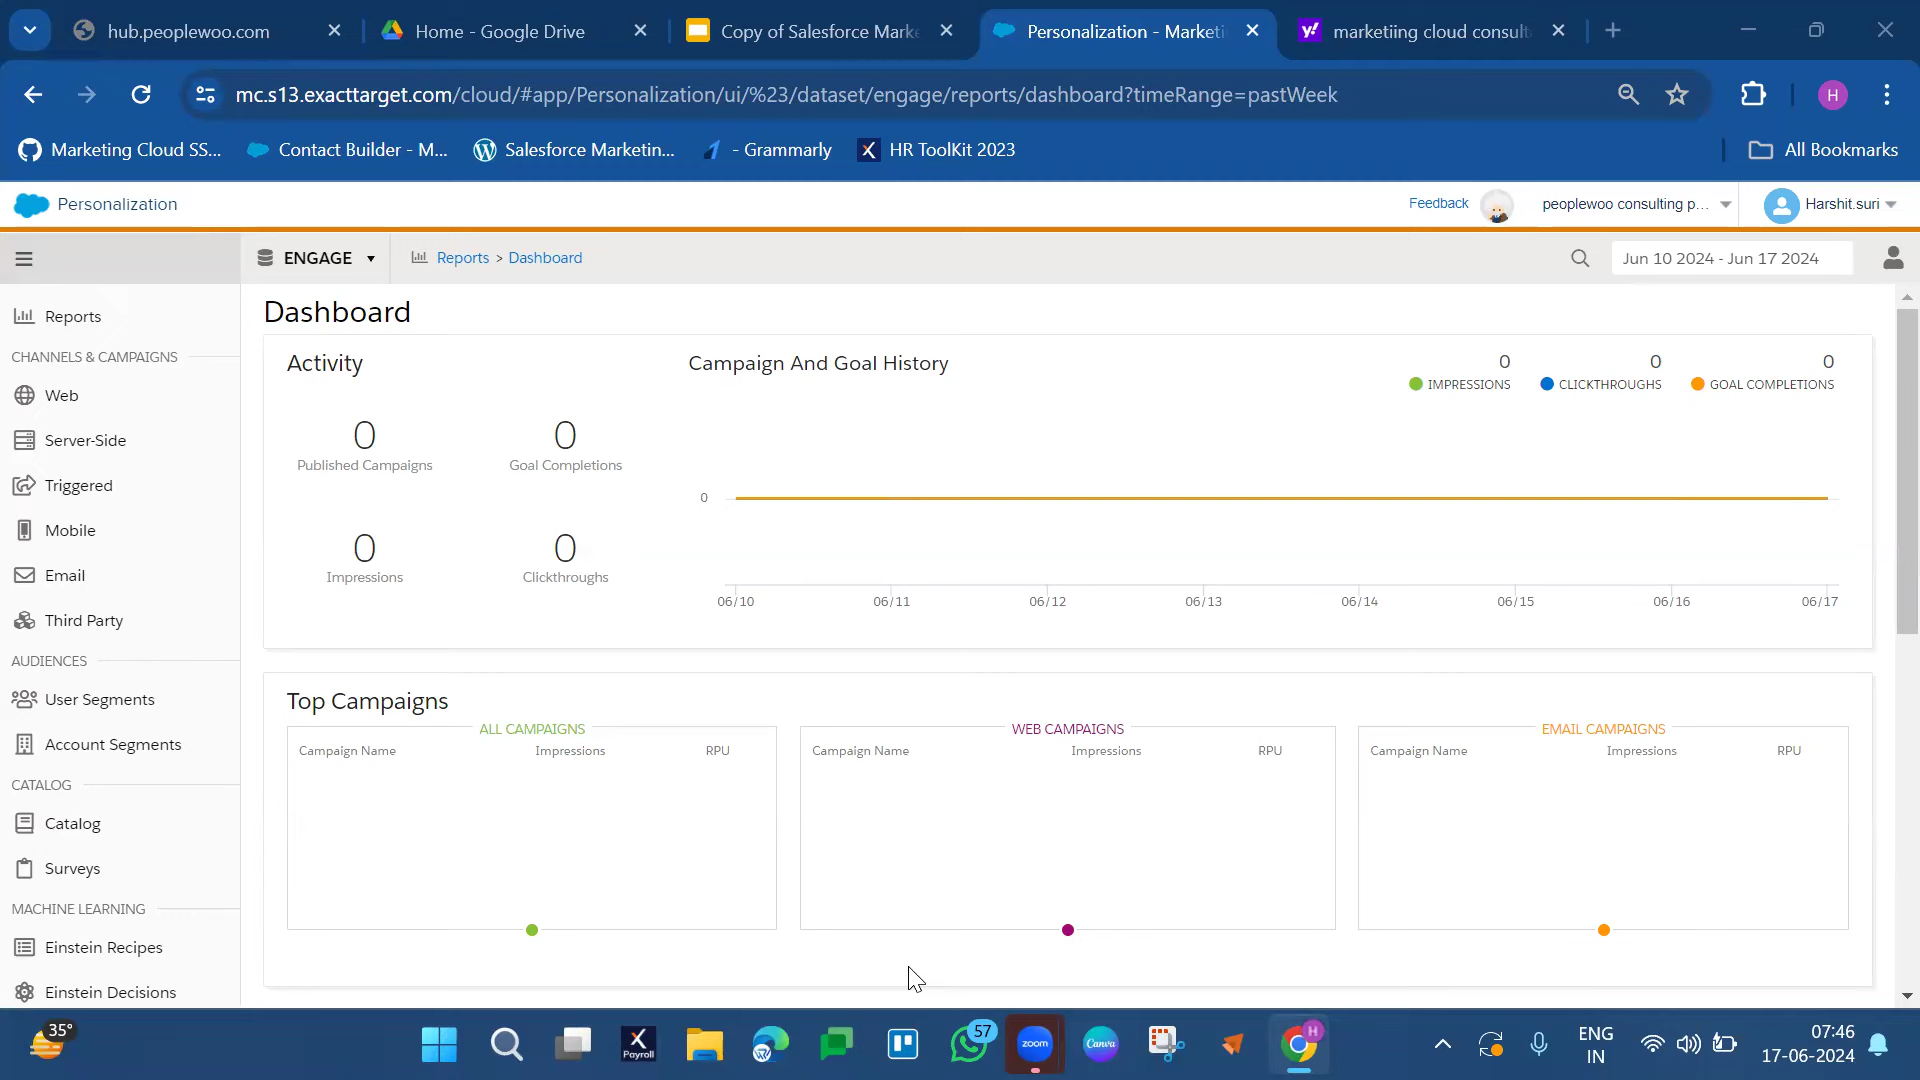 hub.peoplewoo.com
Home - Google Drive
Copy of Salesforce Marke
Personalization - Marketi
marketiing cloud consult
mc.s13.exacttarget.com/cloud/#app/Personalization/ui/%23/dataset/engage/reports/dashboard?timeRange=pastWeek
H
Marketing Cloud SS...
Contact Builder - M...
Salesforce Marketin...
- Grammarly
HR ToolKit 2023
All Bookmarks
Personalization
Feedback
peoplewoo consulting p...
Harshit.suri
ENGAGE
Reports > Dashboard
Jun 10 2024 - Jun 17 2024
Reports
CHANNELS & CAMPAIGNS
Web
Server-Side
Triggered
Mobile
Email
Third Party
AUDIENCES
User Segments
Account Segments
CATALOG
Catalog
Surveys
MACHINE LEARNING
Einstein Recipes
Einstein Decisions
Dashboard
Activity
0
Published Campaigns
0
Goal Completions
0
Impressions
0
Clickthroughs
Campaign And Goal History
0
IMPRESSIONS
0
CLICKTHROUGHS
0
GOAL COMPLETIONS
0
06/10 06/11 06/12 06/13 06/14 06/15 06/16 06/17
Top Campaigns
ALL CAMPAIGNS
Campaign Name Impressions RPU
WEB CAMPAIGNS
Campaign Name Impressions RPU
EMAIL CAMPAIGNS
Campaign Name Impressions RPU
35°
X
Payroll
57
zoom
Canva
H
ENG
IN
07:46
17-06-2024